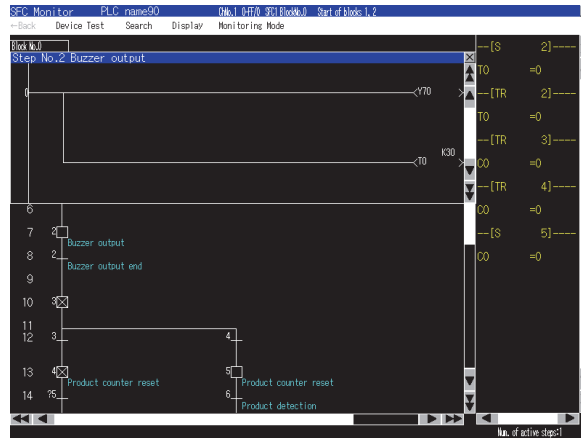 SFC Monitor PLC name90 ChNo.1 0-FF/0 SFC1 BlockNo.0 Start of blocks 1, 2
←Back Device Test Search Display Monitoring Mode
Block No.0
Step No.2 Buzzer output
0 Y70
K30
T0
6
7 2 Buzzer output
8 2 Buzzer output end
9
10 3
11
12 3 4
13 4 Product counter reset 5 Product counter reset
14 ?5 6 Product detection
--[S 2]----
T0 =0
--[TR 2]----
T0 =0
--[TR 3]----
C0 =0
--[TR 4]----
C0 =0
--[S 5]----
C0 =0
Num. of active steps:1